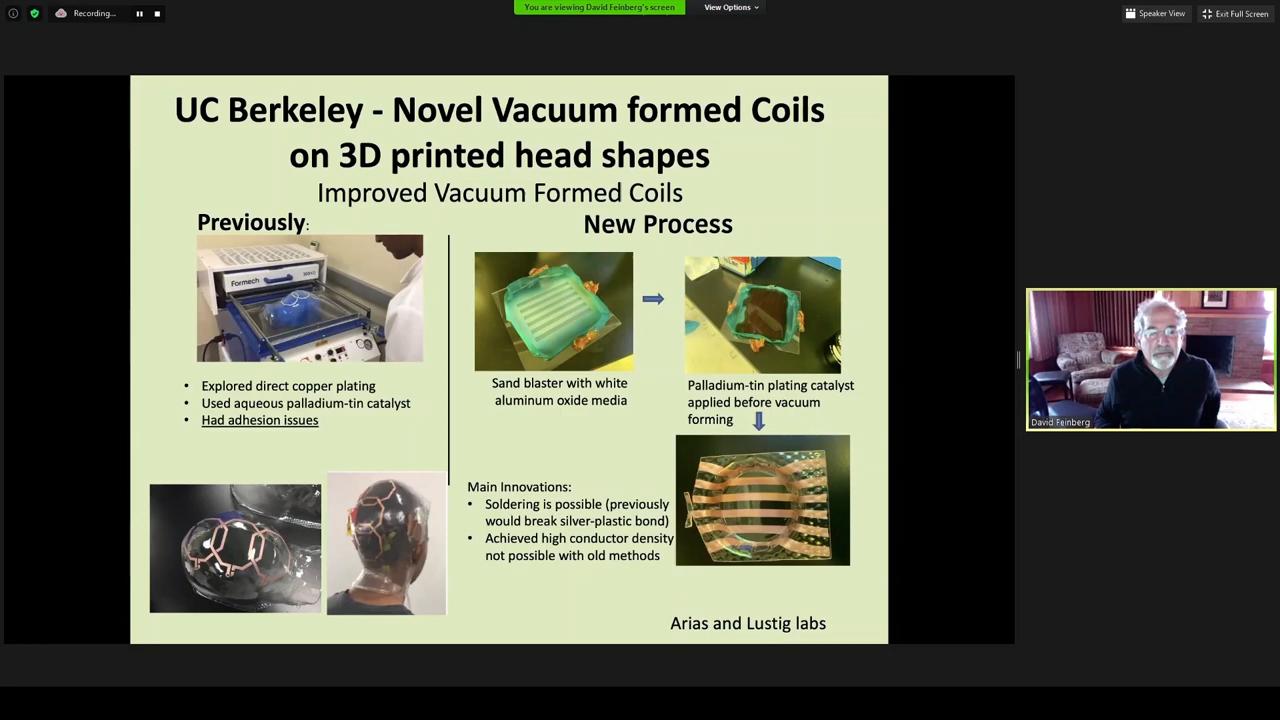 Recording...
You are viewing David Feinberg's screen
View Options
Speaker View
Exit Full Screen
UC Berkeley - Novel Vacuum formed Coils
on 3D printed head shapes
Improved Vacuum Formed Coils
Previously:
Formech
• Explored direct copper plating
• Used aqueous palladium-tin catalyst
• Had adhesion issues
New Process
Sand blaster with white
aluminum oxide media
Palladium-tin plating catalyst
applied before vacuum
forming
Main Innovations:
• Soldering is possible (previously
would break silver-plastic bond)
• Achieved high conductor density
not possible with old methods
Arias and Lustig labs
David Feinberg